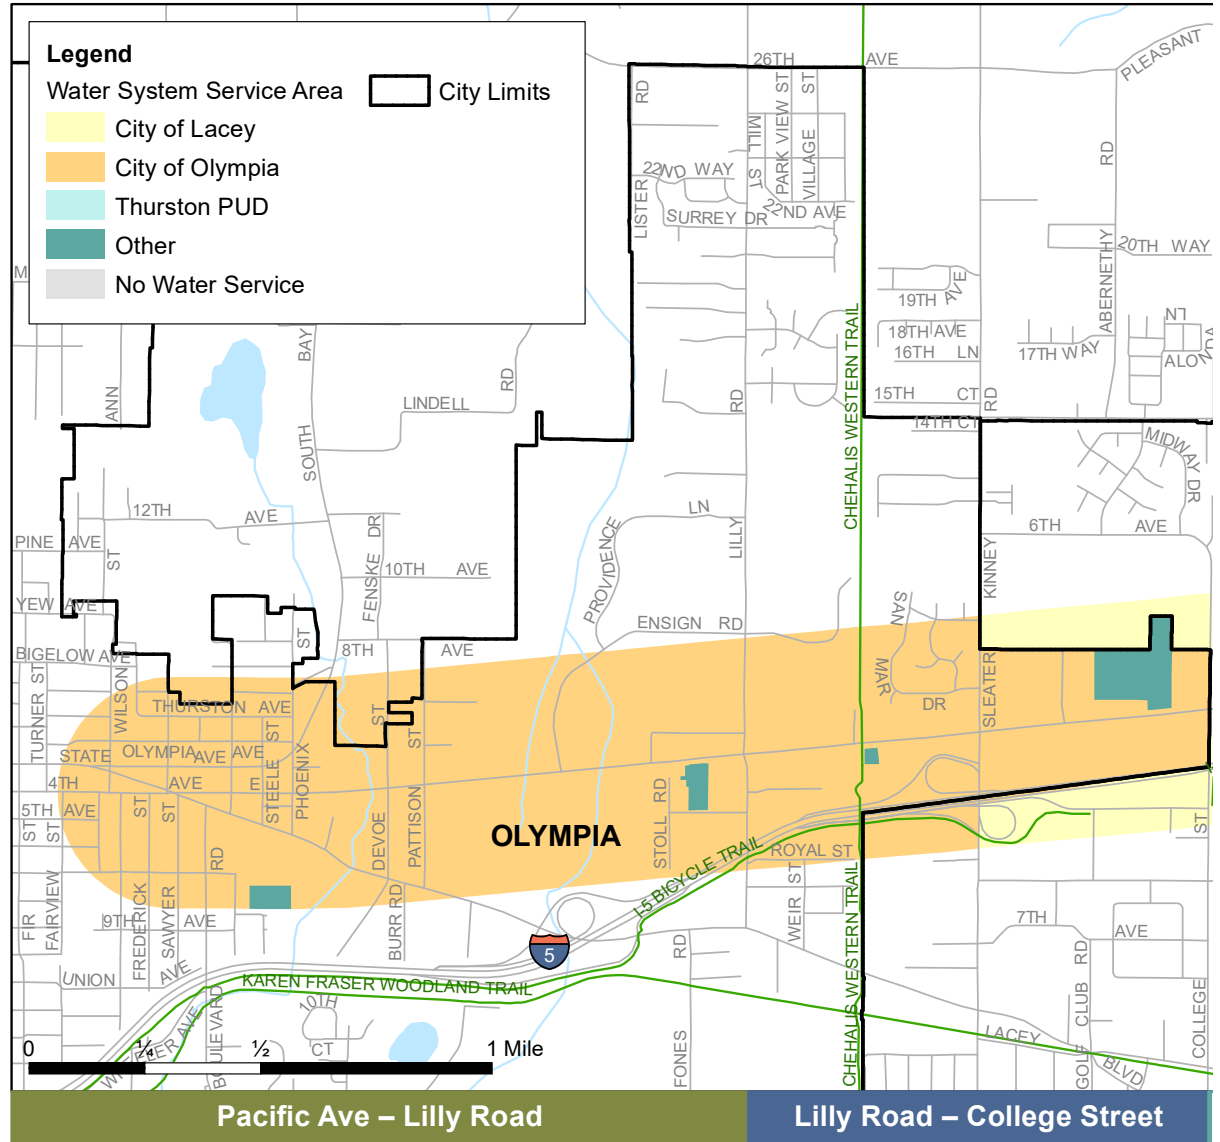 Legend
Water System Service Area
City Limits
City of Lacey
City of Olympia
Thurston PUD
Other
No Water Service
26TH AVE
PLEASANT
RD
MILL ST
PARK VIEW ST
VILLAGE ST
22ND WAY
22ND AVE
LISTER
SURREY DR
RD
ABERNETHY
20TH WAY
19TH AVE
18TH AVE
16TH LN
17TH WAY
LN
ALON
15TH CT
14TH CT
RD
M
ANN
BAY
SOUTH
LINDELL RD
RD
CHEHALIS WESTERN TRAIL
MIDWAY DR
12TH AVE
PINE AVE
ST
FENSKE DR
10TH AVE
PROVIDENCE LN
LILLY
6TH AVE
KINNEY
YEW AVE
ENSIGN RD
SAN
MAR
DR
SLEATER
BIGELOW AVE
ST
8TH AVE
TURNER ST
WILSON
THURSTON AVE
STATE
OLYMPIA AVE
AVE
STEELE ST
PHOENIX
ST
ST
4TH AVE E
5TH AVE
ST
ST
ST
ST
RD
DEVOE
PATTISON
OLYMPIA
STOLL RD
ROYAL ST
I-5 BICYCLE TRAIL
WEIR ST
ST
FIR
FAIRVIEW
FREDERICK
SAWYER
9TH AVE
BURR RD
5
RD
7TH AVE
RD
UNION AVE
KAREN FRASER WOODLAND TRAIL
CHEHALIS WESTERN TRAIL
WHEELER AVE
BOULEVARD
10TH CT
FONES
LACEY BLVD
GOLF CLUB
COLLEGE
0 ¼ ½ 1 Mile
Pacific Ave – Lilly Road
Lilly Road – College Street